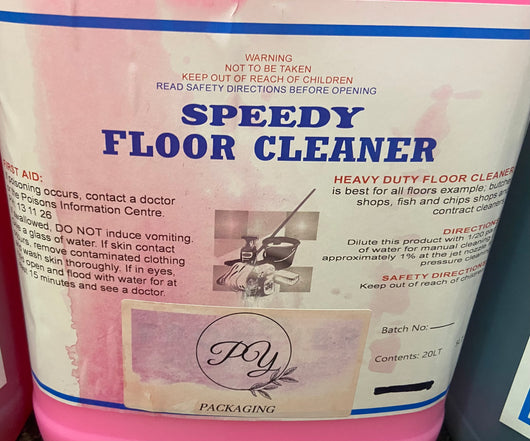 WARNING
NOT TO BE TAKEN
KEEP OUT OF REACH OF CHILDREN
READ SAFETY DIRECTIONS BEFORE OPENING
SPEEDY
FLOOR CLEANER
FIRST AID:
poisoning occurs, contact a doctor
Poisons Information Centre.
13 11 26
swallowed, DO NOT induce vomiting.
a glass of water. If skin contact
remove contaminated clothing
wash skin thoroughly. If in eyes,
open and flood with water for at
15 minutes and see a doctor.
HEAVY DUTY FLOOR CLEANER
is best for all floors example; butcher
shops, fish and chips shops
contract cleaners
DIRECTIONS
Dilute this product with 1/20
of water for manual cleaning
approximately 1% at the jet nozzle
pressure cleaning
SAFETY DIRECTIONS
Keep out of reach of children
Batch No:
Contents: 20LT
PY
PACKAGING